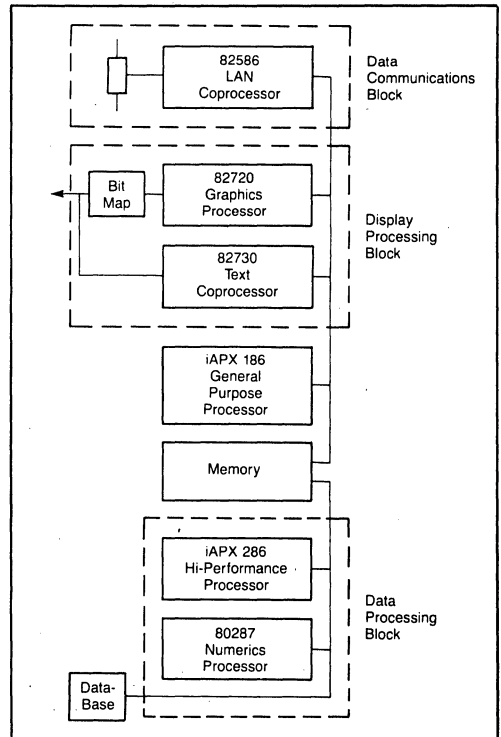 82586
LAN
Coprocessor
Data
Communications
Block
Bit
Map
82720
Graphics
Processor
82730
Text
Coprocessor
Display
Processing
Block
iAPX 186
General
Purpose
Processor
Memory
iAPX 286
Hi-Performance
Processor
80287
Numerics
Processor
Data
Processing
Block
Data-
Base